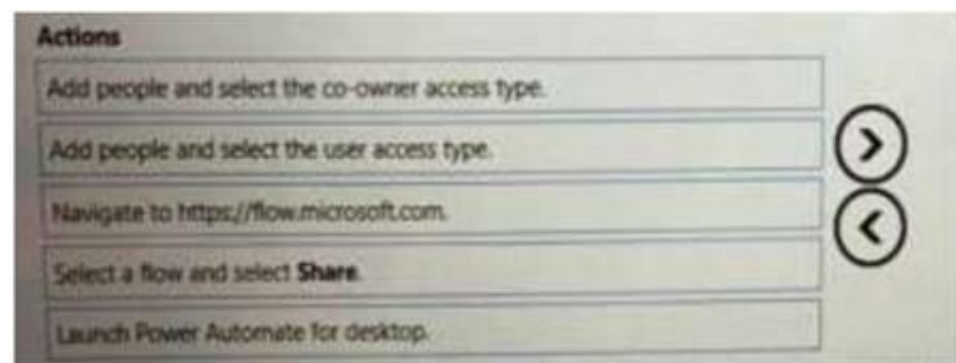 Actions
Add people and select the co-owner access type.
Add people and select the user access type.
Navigate to https://flow.microsoft.com.
Select a flow and select Share.
Launch Power Automate for desktop.